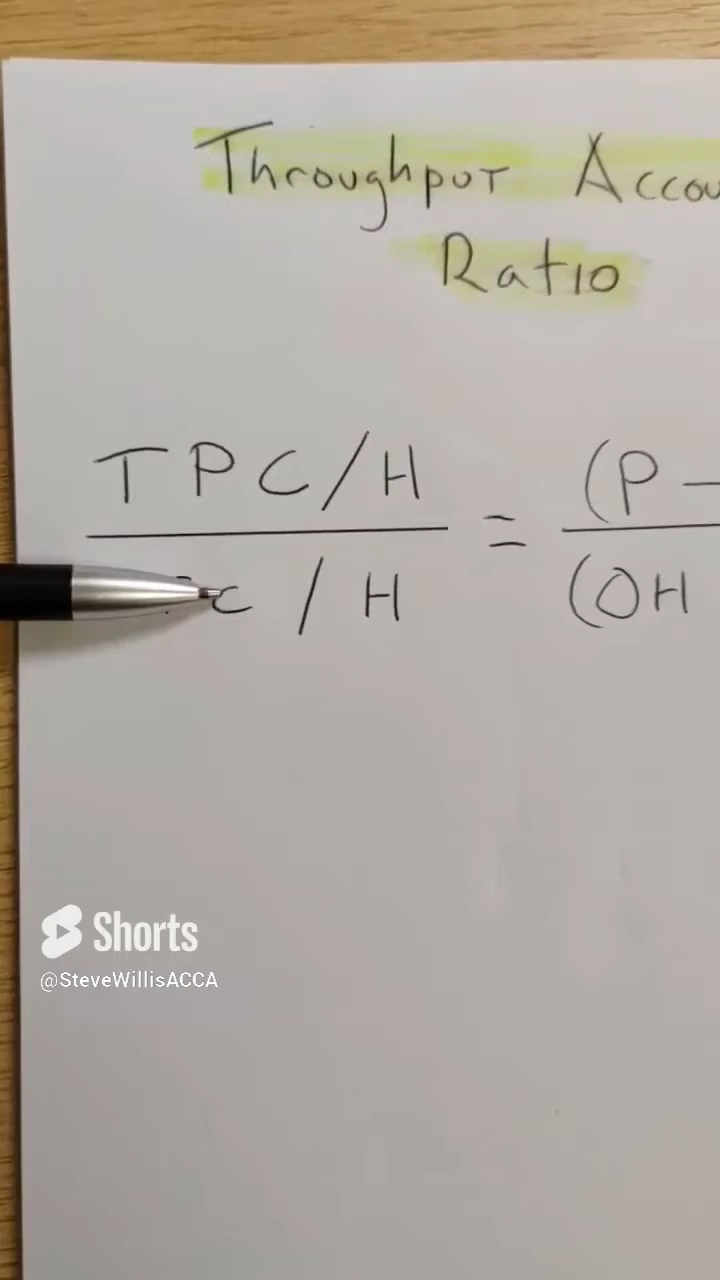 Throughput Accou
Ratio
TPC/H = (P -
C / H (OH
Shorts
@SteveWillisACCA